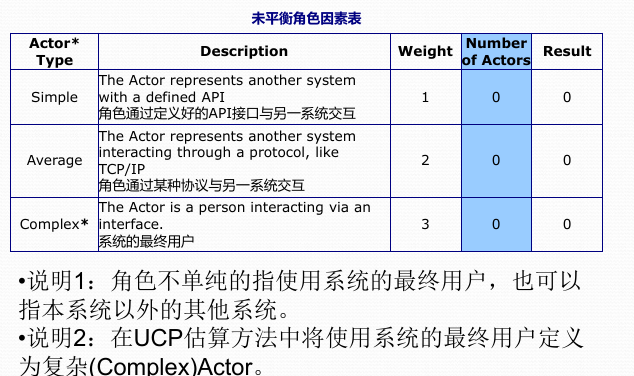 未平衡角色因素表
Actor*
Type
Description
Weight
Number
of Actors
Result
Simple
The Actor represents another system
with a defined API
角色通过定义好的API接口与另一系统交互
1
0
0
Average
The Actor represents another system
interacting through a protocol, like
TCP/IP
角色通过某种协议与另一系统交互
2
0
0
Complex*
The Actor is a person interacting via an
interface.
系统的最终用户
3
0
0
•说明1：角色不单纯的指使用系统的最终用户，也可以
指本系统以外的其他系统。
•说明2：在UCP估算方法中将使用系统的最终用户定义
为复杂(Complex)Actor。